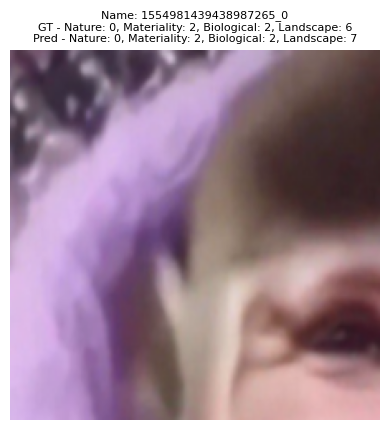 Name: 1554981439438987265_0
GT - Nature: 0, Materiality: 2, Biological: 2, Landscape: 6
Pred - Nature: 0, Materiality: 2, Biological: 2, Landscape: 7